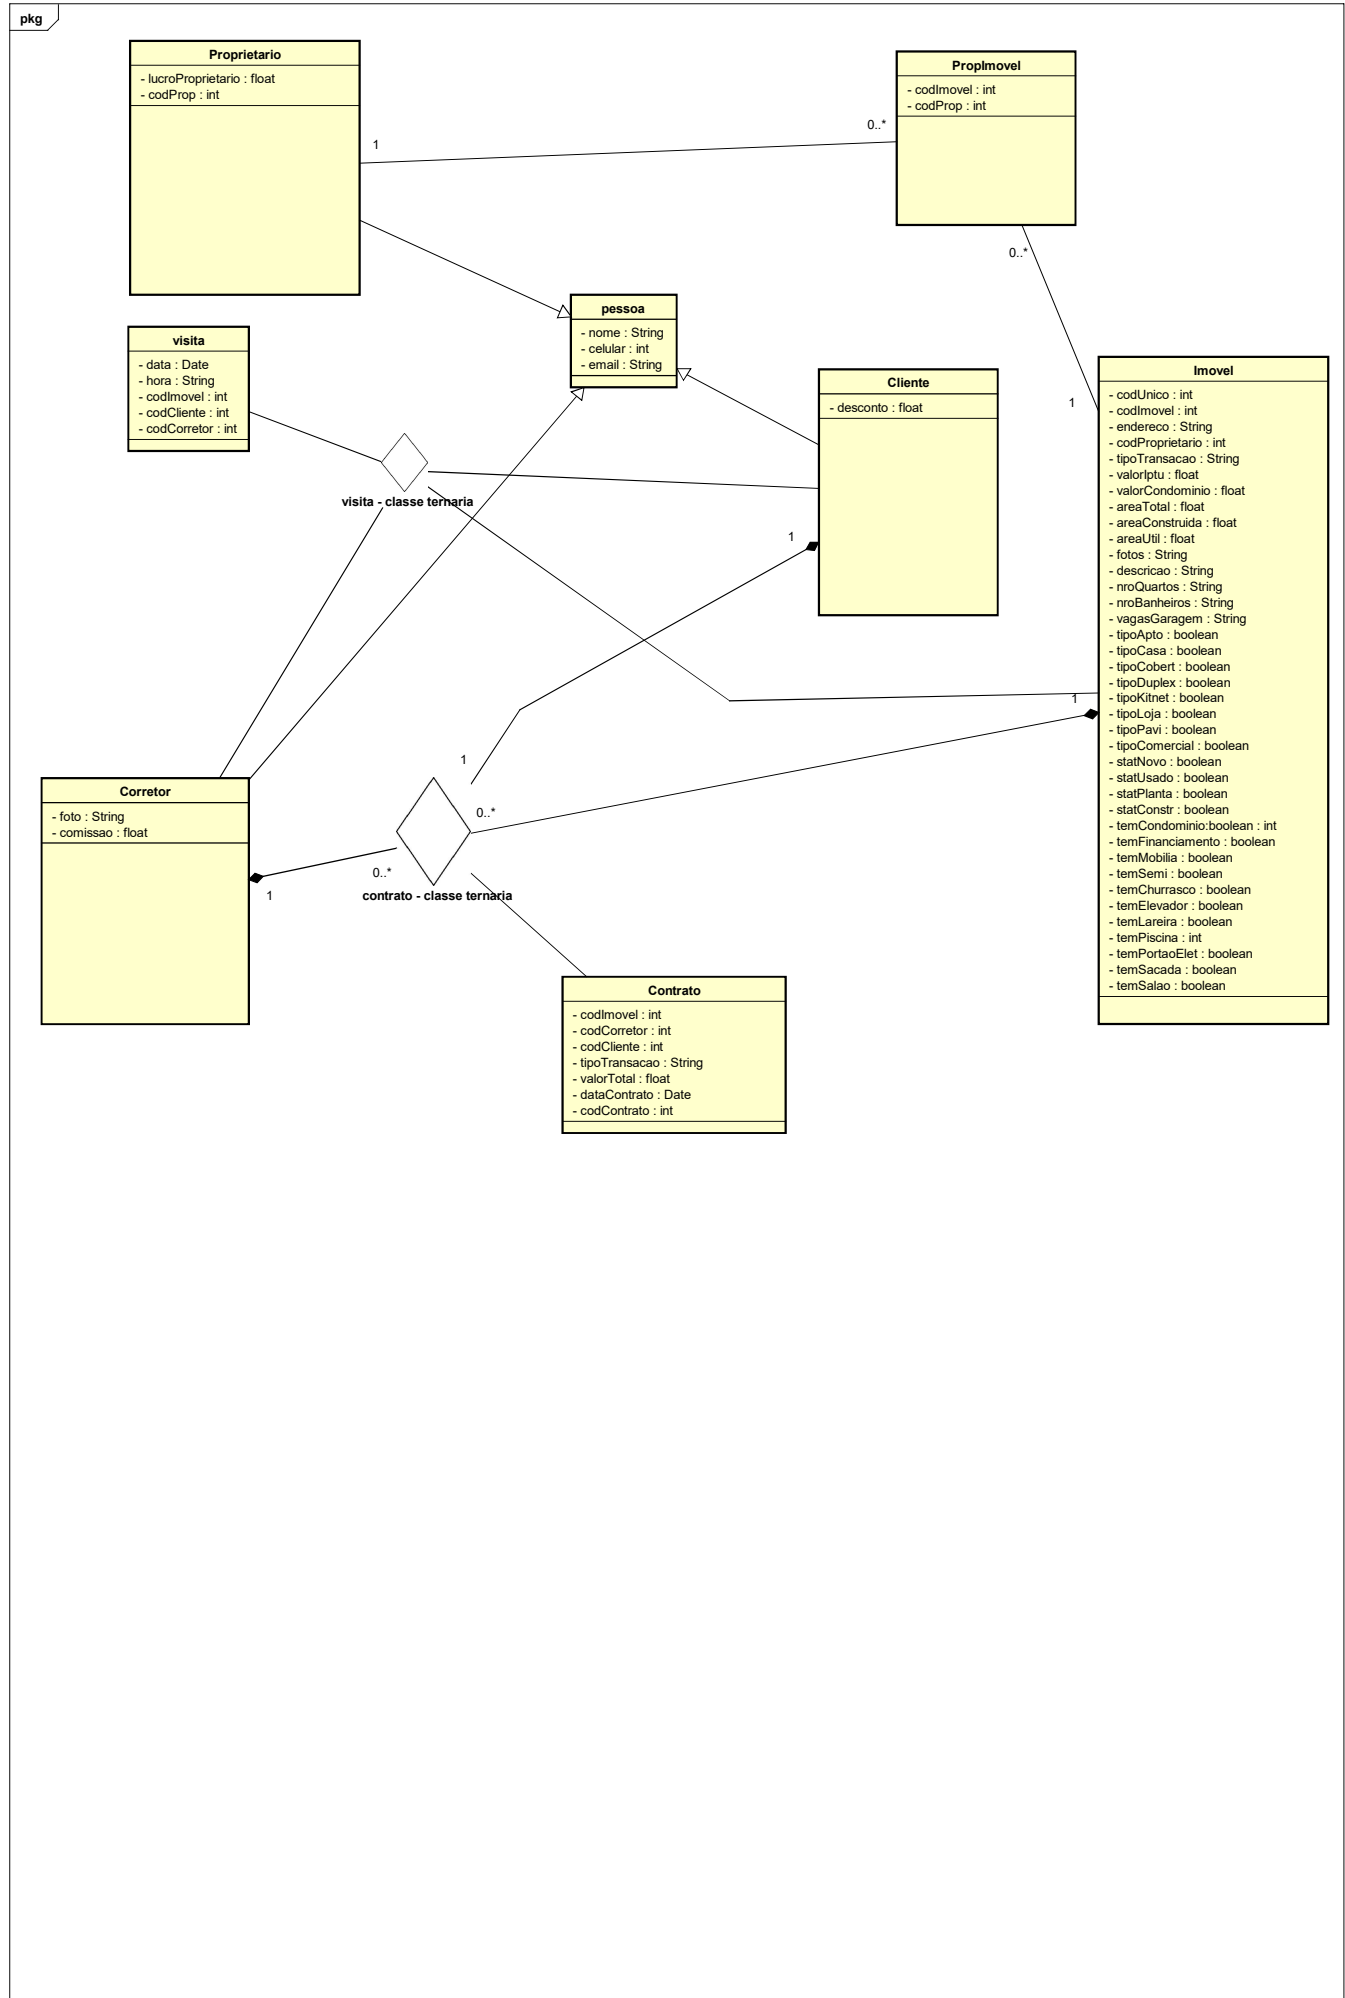 pkg
Proprietario
- lucroProprietario : float
- codProp : int
PropImovel
- codImovel : int
- codProp : int
1
0..*
0..*
1
pessoa
- nome : String
- celular : int
- email : String
visita
- data : Date
- hora : String
- codImovel : int
- codCliente : int
- codCorretor : int
Cliente
- desconto : float
visita - classe ternaria
1
1
Imovel
- codUnico : int
- codImovel : int
- endereco : String
- codProprietario : int
- tipoTransacao : String
- valorIptu : float
- valorCondominio : float
- areaTotal : float
- areaConstruida : float
- areaUtil : float
- fotos : String
- descricao : String
- nroQuartos : String
- nroBanheiros : String
- vagasGaragem : String
- tipoApto : boolean
- tipoCasa : boolean
- tipoCobert : boolean
- tipoDuplex : boolean
- tipoKitnet : boolean
- tipoLoja : boolean
- tipoPavi : boolean
- tipoComercial : boolean
- statNovo : boolean
- statUsado : boolean
- statPlanta : boolean
- statConstr : boolean
- temCondominio:boolean : int
- temFinanciamento : boolean
- temMobilia : boolean
- temSemi : boolean
- temChurrasco : boolean
- temElevador : boolean
- temLareira : boolean
- temPiscina : int
- temPortaoElet : boolean
- temSacada : boolean
- temSalao : boolean
1
0..*
Corretor
- foto : String
- comissao : float
1
0..*
contrato - classe ternaria
Contrato
- codImovel : int
- codCorretor : int
- codCliente : int
- tipoTransacao : String
- valorTotal : float
- dataContrato : Date
- codContrato : int